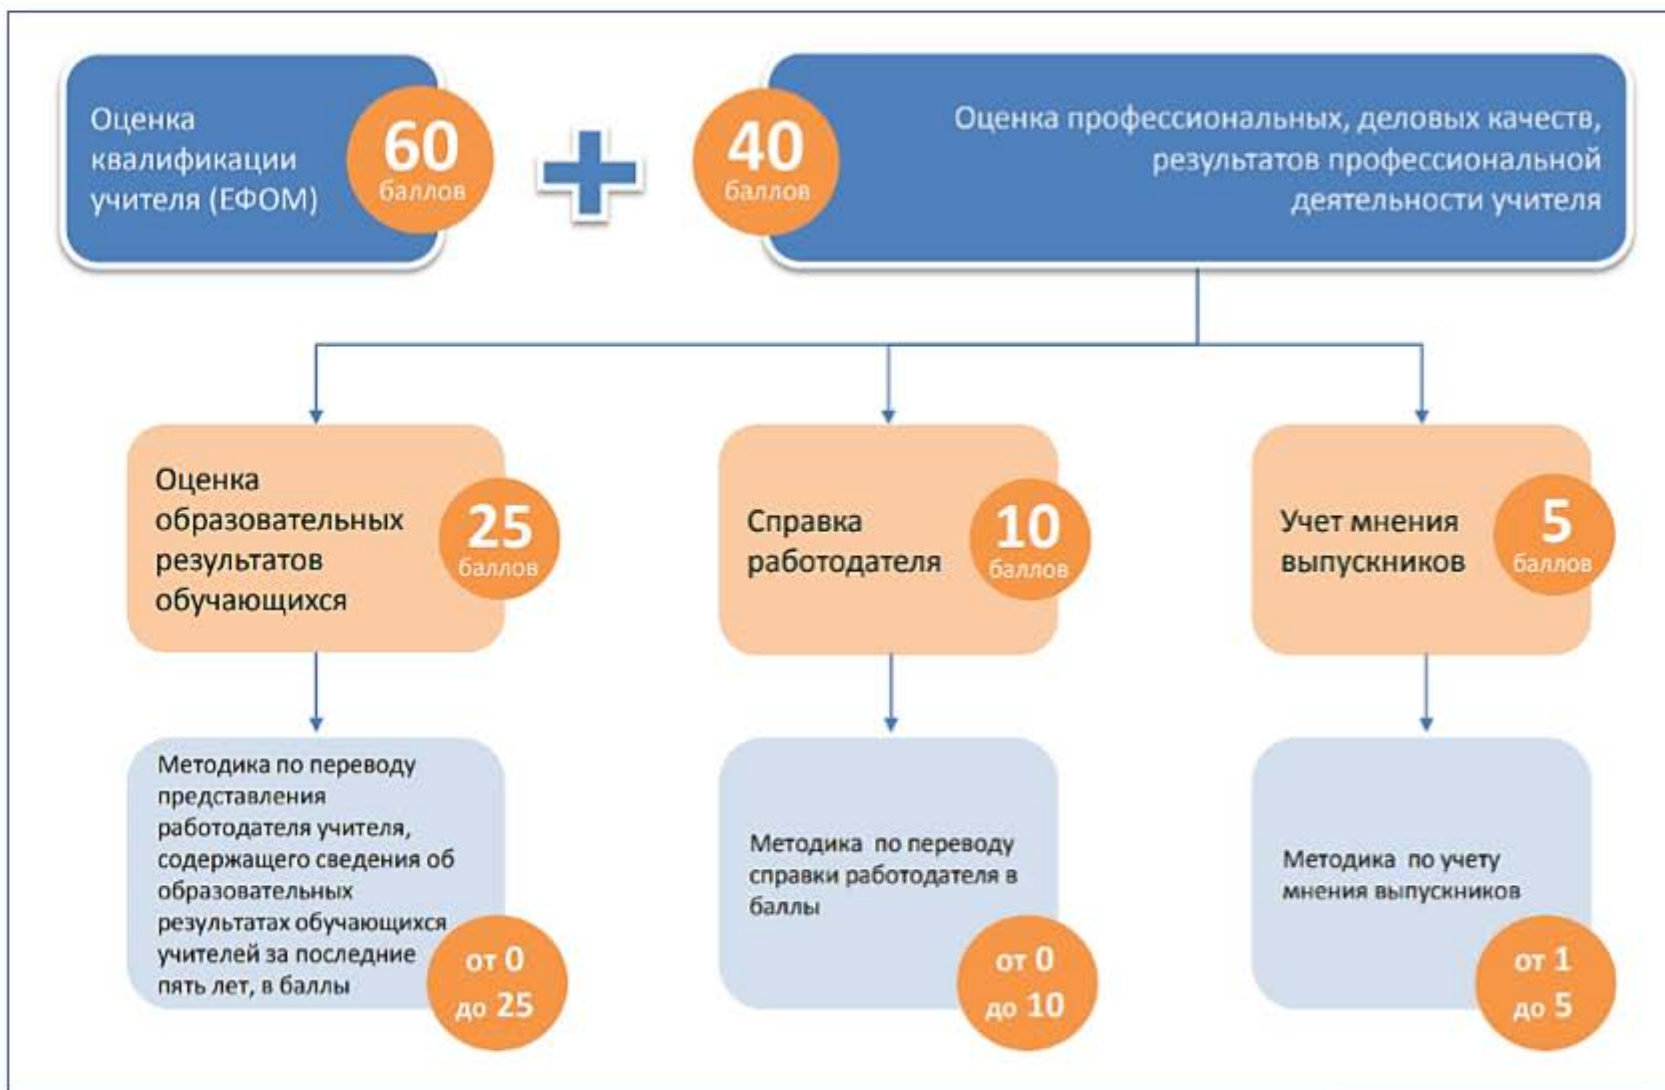 Оценка
квалификации
учителя (ЕФОМ)
60
баллов
40
баллов
Оценка профессиональных, деловых качеств,
результатов профессиональной
деятельности учителя
Оценка
образовательных
результатов
обучающихся
25
баллов
Справка
работодателя
10
баллов
Учет мнения
выпускников
5
баллов
Методика по переводу
представления
работодателя учителя,
содержащего сведения об
образовательных
результатах обучающихся
учителей за последние
пять лет, в баллы
от 0
до 25
Методика по переводу
справки работодателя в
баллы
от 0
до 10
Методика по учету
мнения выпускников
от 1
до 5